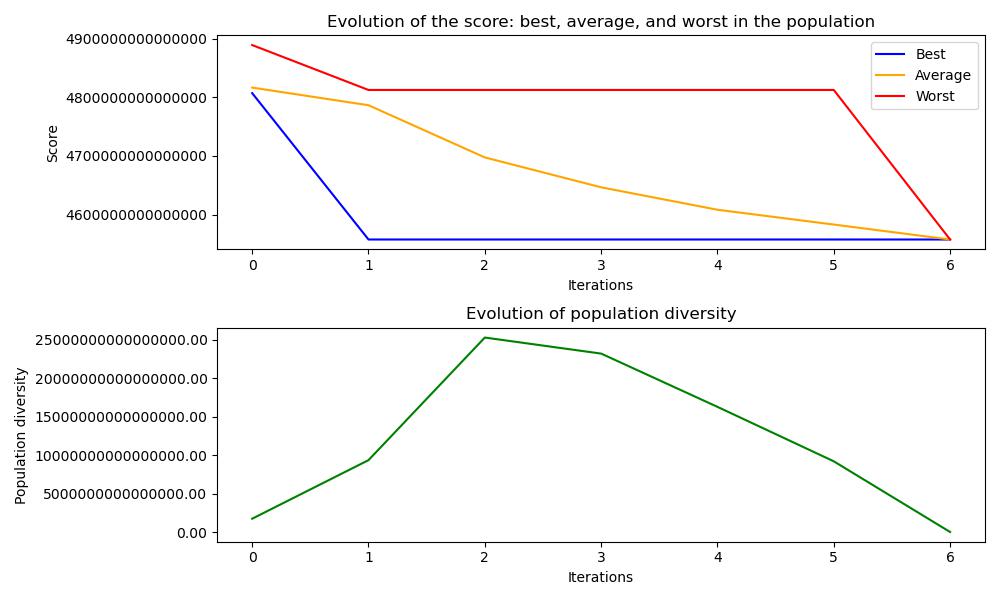 Evolution of the score: best, average, and worst in the population
4900000000000000
4800000000000000
4700000000000000
4600000000000000
Score
Best
Average
Worst
0 1 2 3 4 5 6
Iterations
Evolution of population diversity
25000000000000000.00
20000000000000000.00
15000000000000000.00
10000000000000000.00
5000000000000000.00
0.00
Population diversity
0 1 2 3 4 5 6
Iterations